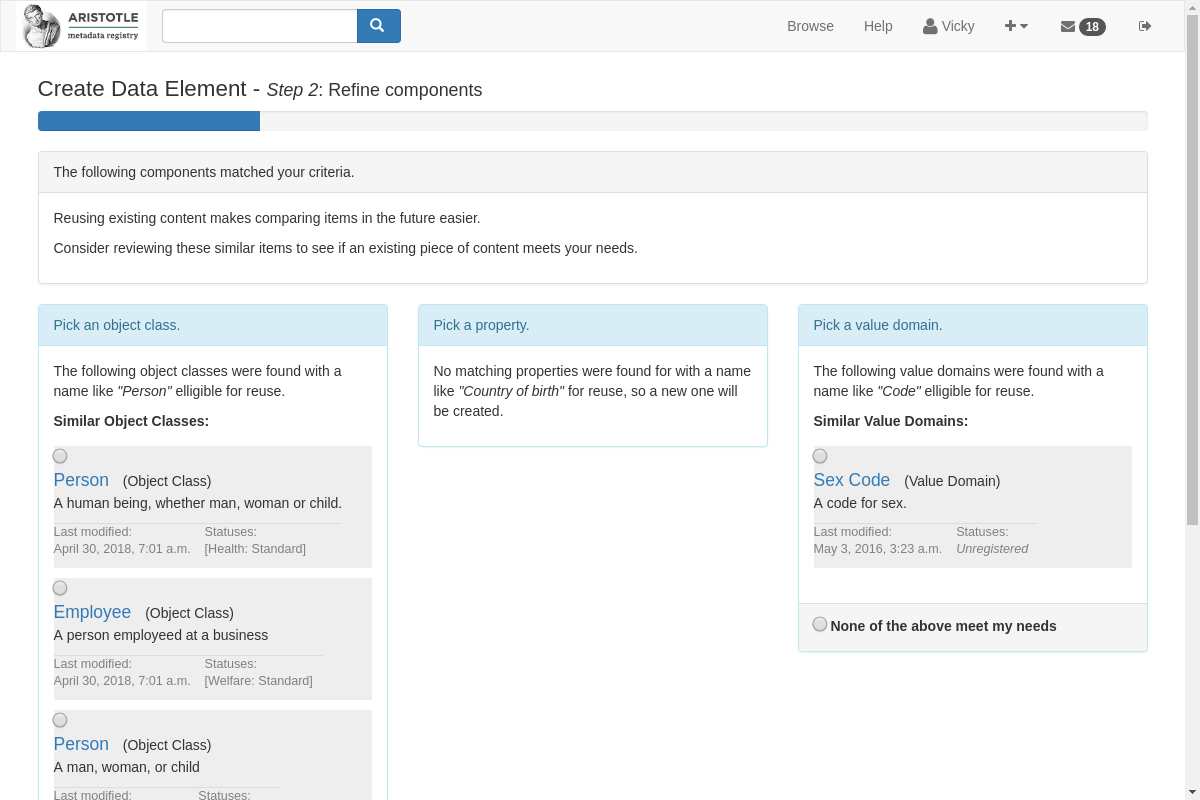 ARISTOTLE
metadata registry
Browse
Help
Vicky
18
Create Data Element - Step 2: Refine components
The following components matched your criteria.
Reusing existing content makes comparing items in the future easier.
Consider reviewing these similar items to see if an existing piece of content meets your needs.
Pick an object class.
The following object classes were found with a
name like "Person" elligible for reuse.
Similar Object Classes:
Person (Object Class)
A human being, whether man, woman or child.
Last modified: Statuses:
April 30, 2018, 7:01 a.m. [Health: Standard]
Employee (Object Class)
A person employeed at a business
Last modified: Statuses:
April 30, 2018, 7:01 a.m. [Welfare: Standard]
Person (Object Class)
A man, woman, or child
Last modified: Statuses:
Pick a property.
No matching properties were found for with a name
like "Country of birth" for reuse, so a new one will
be created.
Pick a value domain.
The following value domains were found with a
name like "Code" elligible for reuse.
Similar Value Domains:
Sex Code (Value Domain)
A code for sex.
Last modified: Statuses:
May 3, 2016, 3:23 a.m. Unregistered
None of the above meet my needs